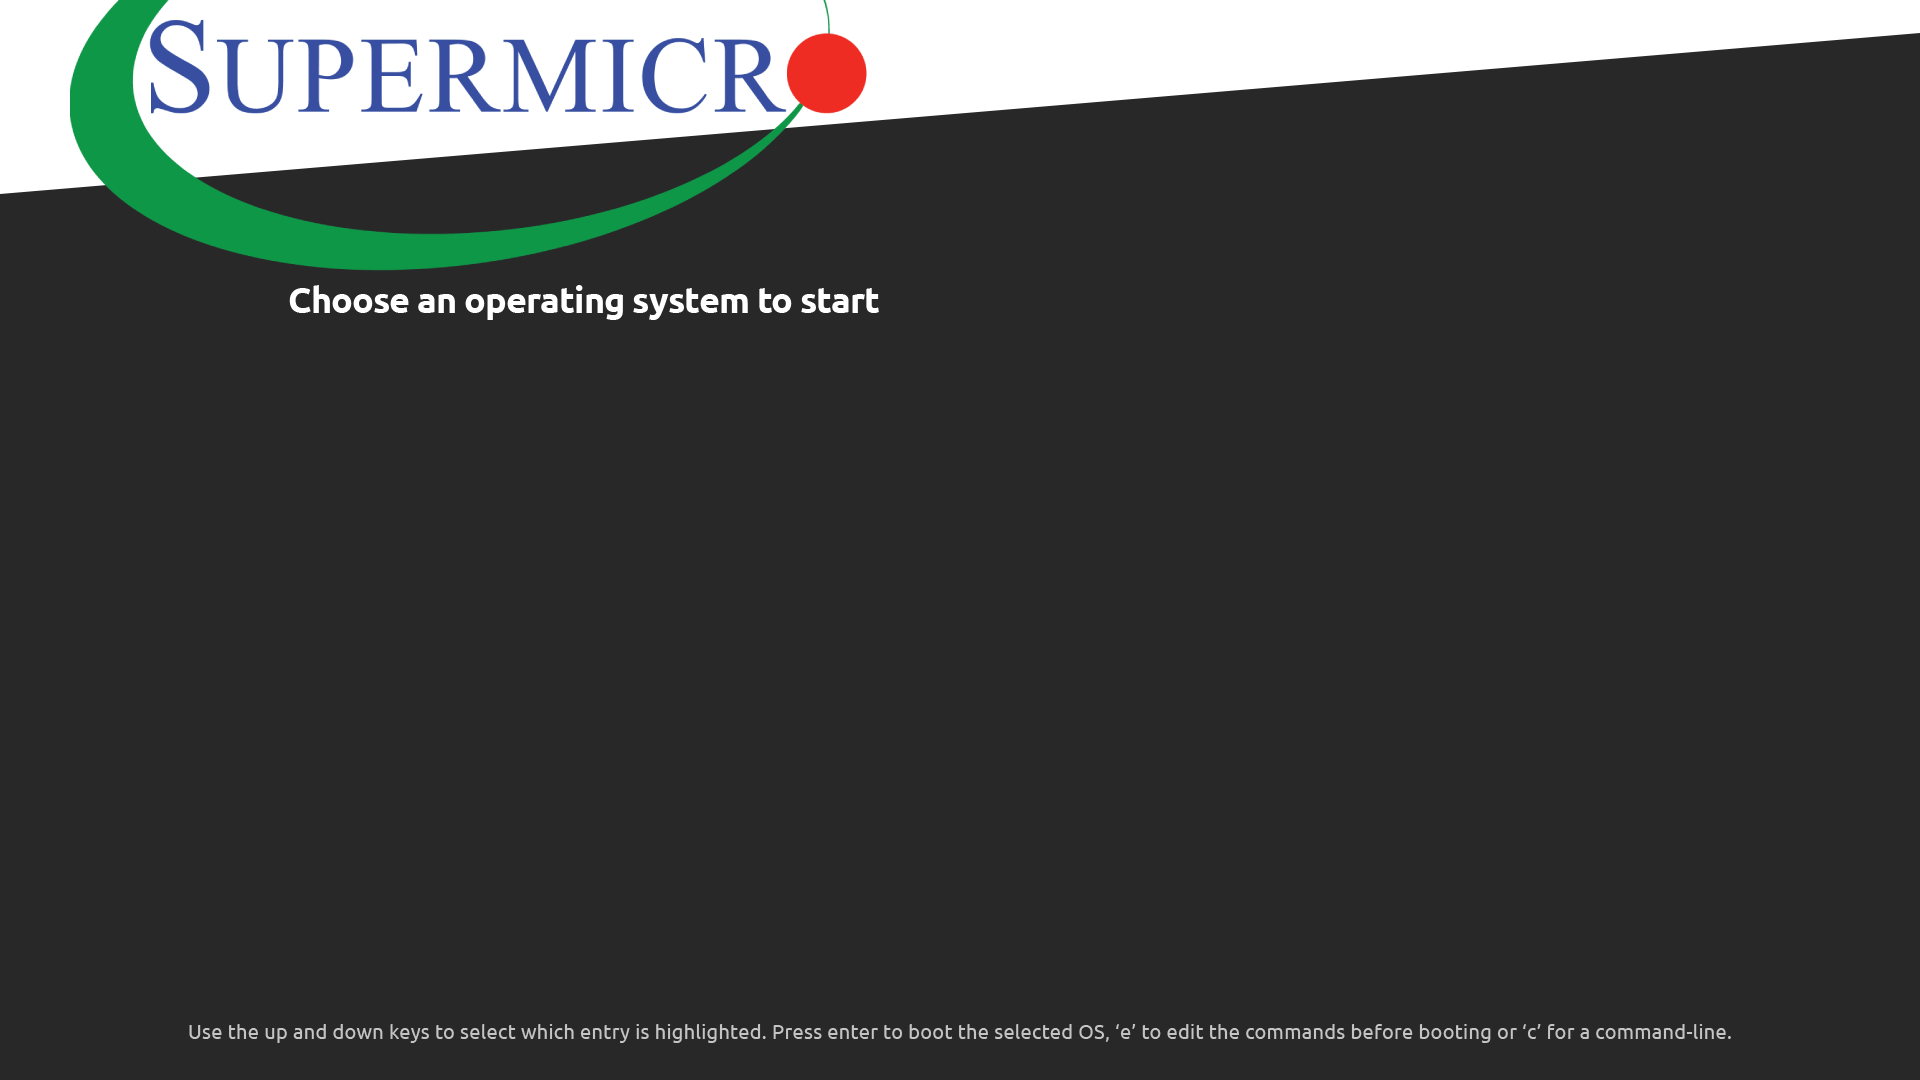 SUPERMICR
Choose an operating system to start
Use the up and down keys to select which entry is highlighted. Press enter to boot the selected OS, ‘e’ to edit the commands before booting or ‘c’ for a command-line.